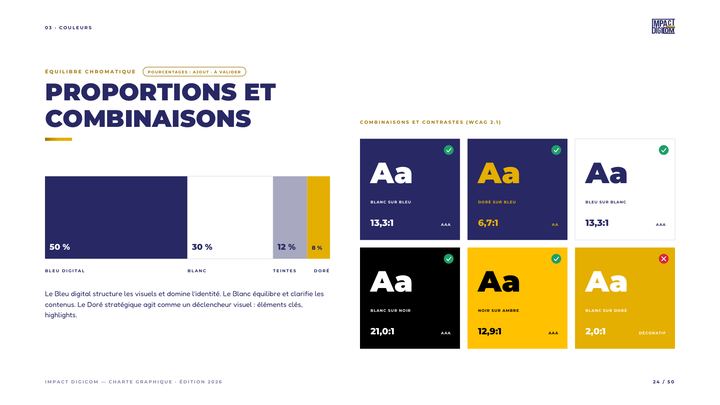 03 · COULEURS
IMPACT
DIGICOM
ÉQUILIBRE CHROMATIQUE
POURCENTAGES · AJOUT · À VALIDER
PROPORTIONS ET
COMBINAISONS
50 %
30 %
12 %
8 %
BLEU DIGITAL
BLANC
TEINTES
DORÉ
Le Bleu digital structure les visuels et domine l'identité. Le Blanc équilibre et clarifie les
contenus. Le Doré stratégique agit comme un déclencheur visuel : éléments clés,
highlights.
COMBINAISONS ET CONTRASTES (WCAG 2.1)
Aa
BLANC SUR BLEU
13,3:1
AAA
Aa
DORÉ SUR BLEU
6,7:1
AA
Aa
BLEU SUR BLANC
13,3:1
AAA
Aa
BLANC SUR NOIR
21,0:1
AAA
Aa
NOIR SUR AMBRE
12,9:1
AAA
Aa
BLANC SUR DORÉ
2,0:1
DÉCORATIF
IMPACT DIGICOM — CHARTE GRAPHIQUE · ÉDITION 2026
24 / 50